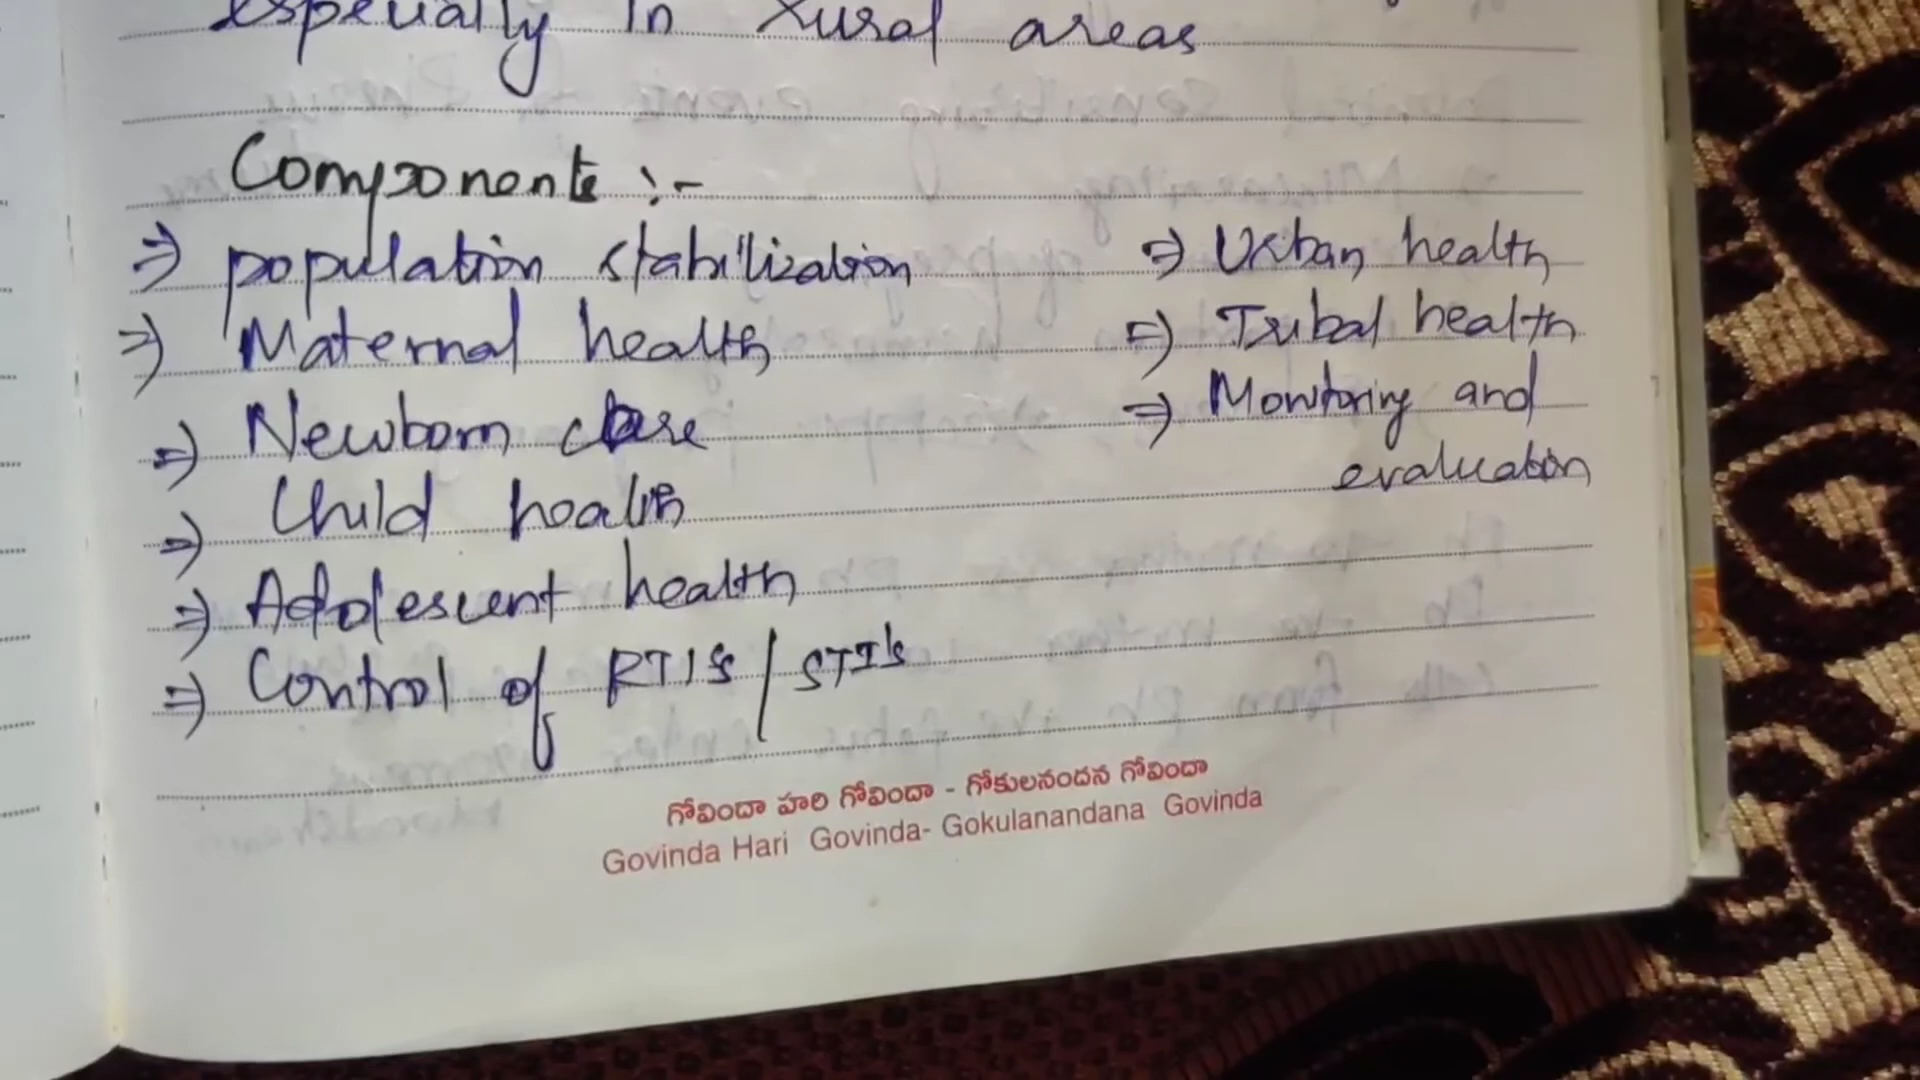 especially in rural areas
Components :-
⇒ population stabilization
⇒ Maternal health
⇒ Newborn care
⇒ Child health
⇒ Adolescent health
⇒ Control of RTIs / STI's
⇒ Urban health
⇒ Tribal health
⇒ Monitoring and
evaluation
గోవిందా హరి గోవిందా - గోకులనందన గోవిందా
Govinda Hari Govinda- Gokulanandana Govinda